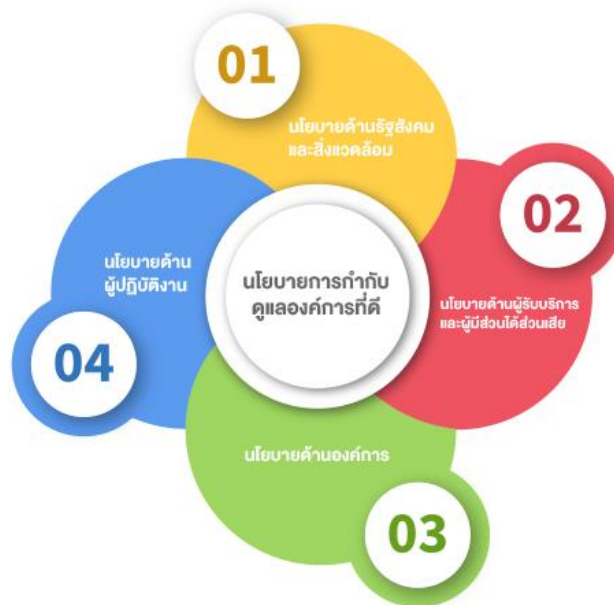 01
นโยบายด้านรัฐสังคม
และสิ่งแวดล้อม
02
นโยบายด้านผู้รับบริการ
และผู้มีส่วนได้ส่วนเสีย
นโยบายการกำกับ
ดูแลองค์การที่ดี
นโยบายด้าน
ผู้ปฏิบัติงาน
04
นโยบายด้านองค์การ
03